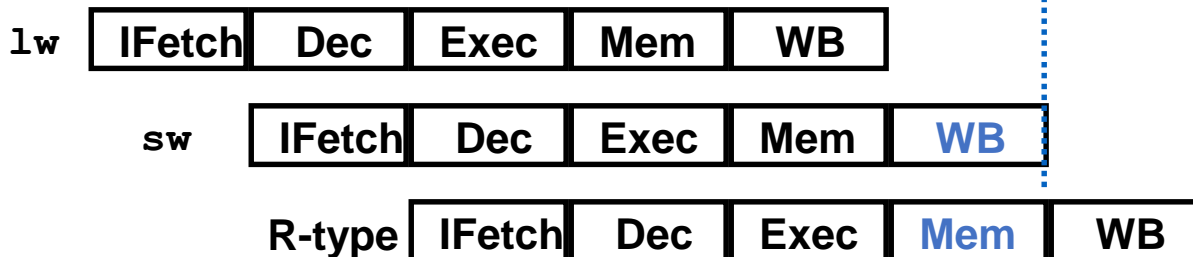 lw IFetch Dec Exec Mem WB
sw IFetch Dec Exec Mem WB
R-type IFetch Dec Exec Mem WB